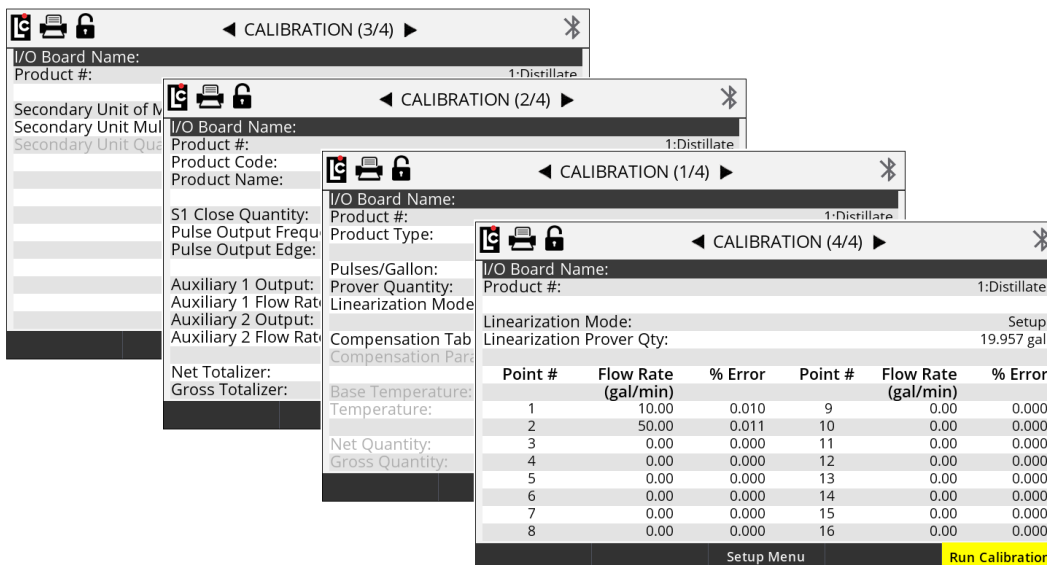 CALIBRATION (3/4)
I/O Board Name:
Product #: 1:Distillate
Secondary Unit of
Secondary Unit
Secondary Unit
CALIBRATION (2/4)
I/O Board Name:
Product #: 1:Distillate
Product Code:
Product Name:
S1 Close Quantity:
Pulse Output
Pulse Output Edge:
Auxiliary 1 Output:
Auxiliary 1 Flow
Auxiliary 2 Output:
Auxiliary 2 Flow
Net Totalizer:
Gross Totalizer:
CALIBRATION (1/4)
I/O Board Name:
Product #: 1:Distillate
Product Type:
Pulses/Gallon:
Prover Quantity:
Linearization Mode
Compensation
Compensation
Base Temperature:
Temperature:
Net Quantity:
Gross Quantity:
CALIBRATION (4/4)
I/O Board Name:
Product #: 1:Distillate
Linearization Mode: Setup
Linearization Prover Qty: 19.957 gal
Point # Flow Rate % Error Point # Flow Rate % Error
(gal/min) (gal/min)
1 10.00 0.010 9 0.00 0.000
2 50.00 0.011 10 0.00 0.000
3 0.00 0.000 11 0.00 0.000
4 0.00 0.000 12 0.00 0.000
5 0.00 0.000 13 0.00 0.000
6 0.00 0.000 14 0.00 0.000
7 0.00 0.000 15 0.00 0.000
8 0.00 0.000 16 0.00 0.000
Setup Menu Run Calibration